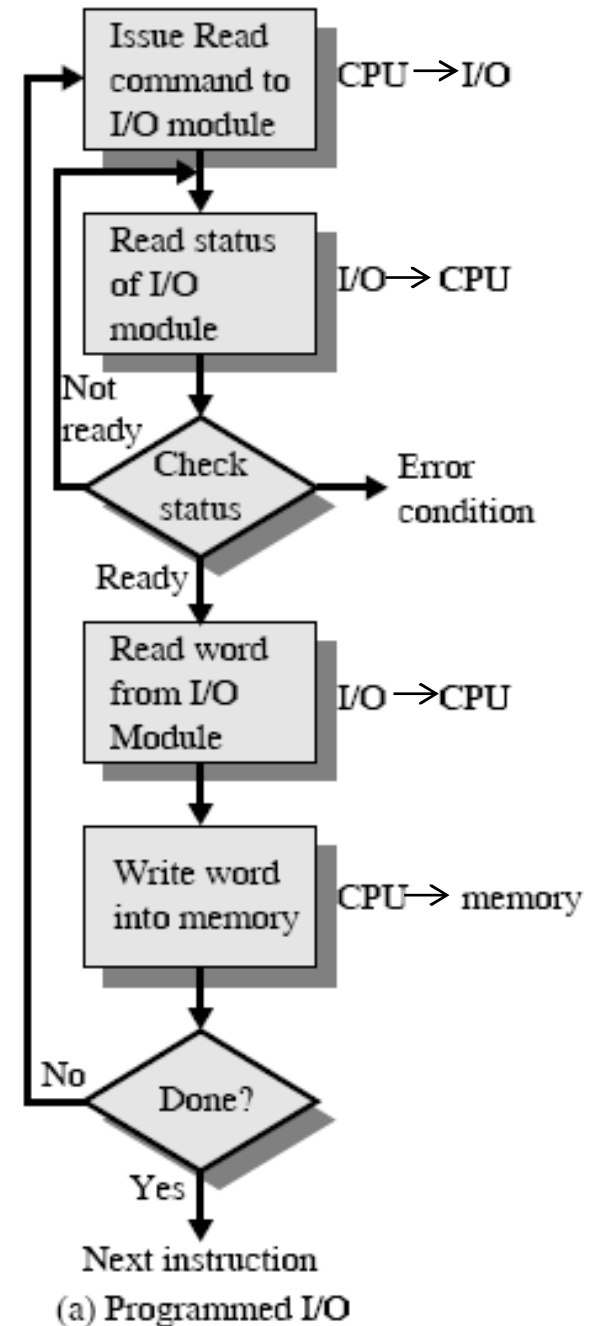 Issue Read
command to
I/O module
CPU → I/O
Read status
of I/O
module
I/O → CPU
Not
ready
Check
status
Error
condition
Ready
Read word
from I/O
Module
I/O → CPU
Write word
into memory
CPU → memory
No
Done?
Yes
Next instruction
(a) Programmed I/O